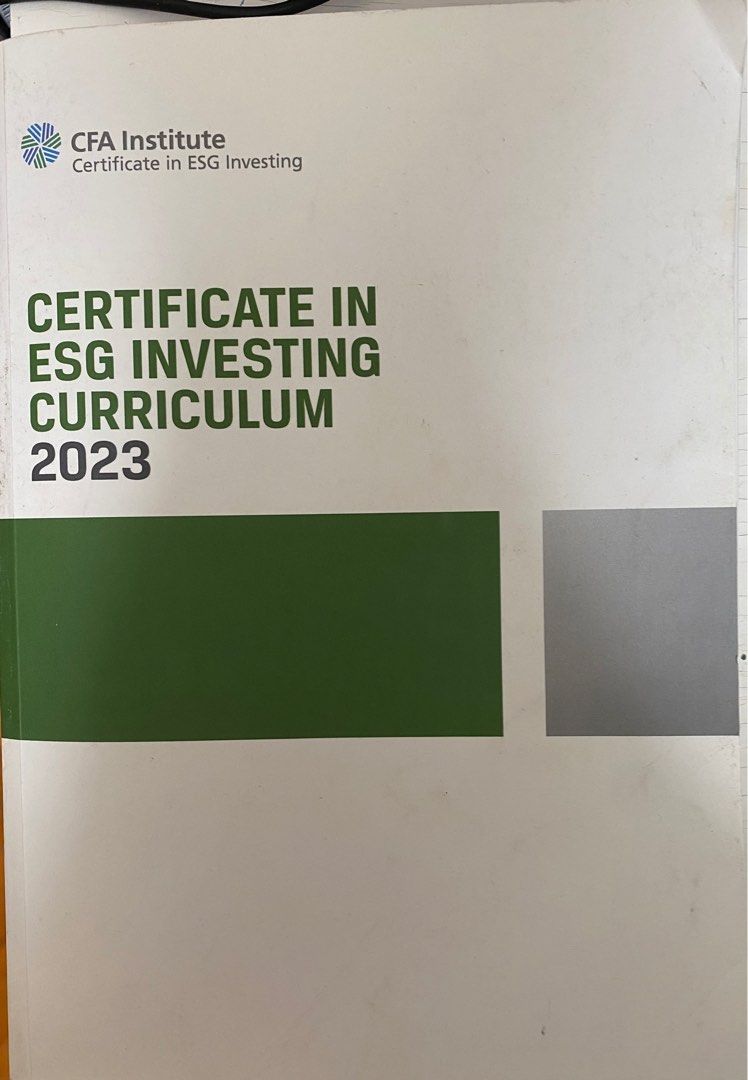 CFA Institute
Certificate in ESG Investing
CERTIFICATE IN
ESG INVESTING
CURRICULUM
2023